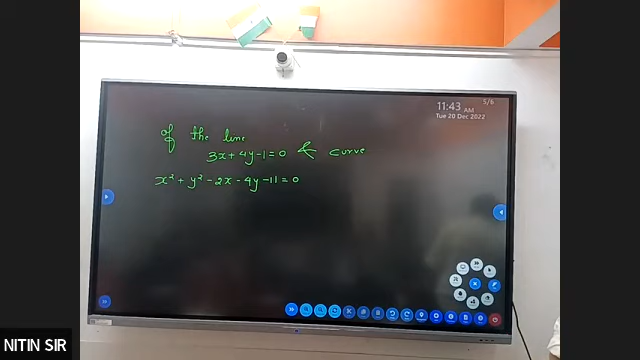 11:43 AM
5/6
Tue 20 Dec 2022
of the line
3x + 4y - 1 = 0 & curve
x² + y² - 2x - 4y - 11 = 0
NITIN SIR